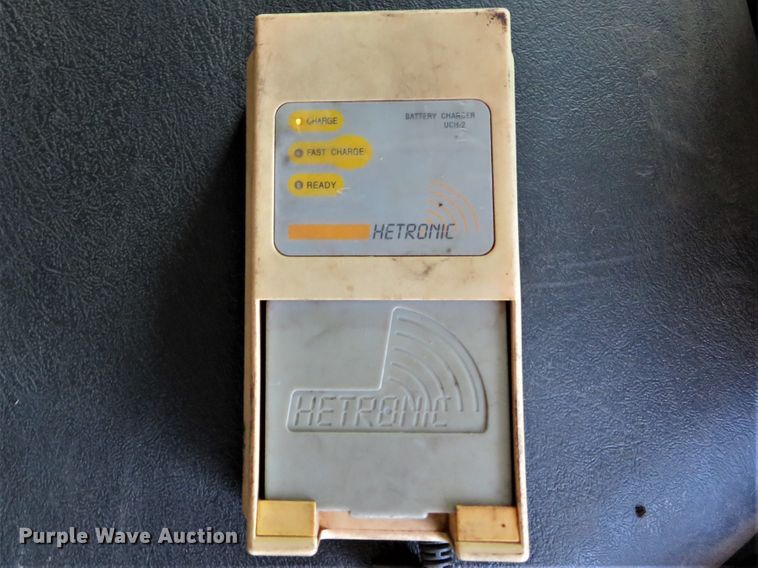 CHARGE
BATTERY CHARGER
UCH-2
FAST CHARGE
READY
HETRONIC
HETRONIC
Purple Wave Auction